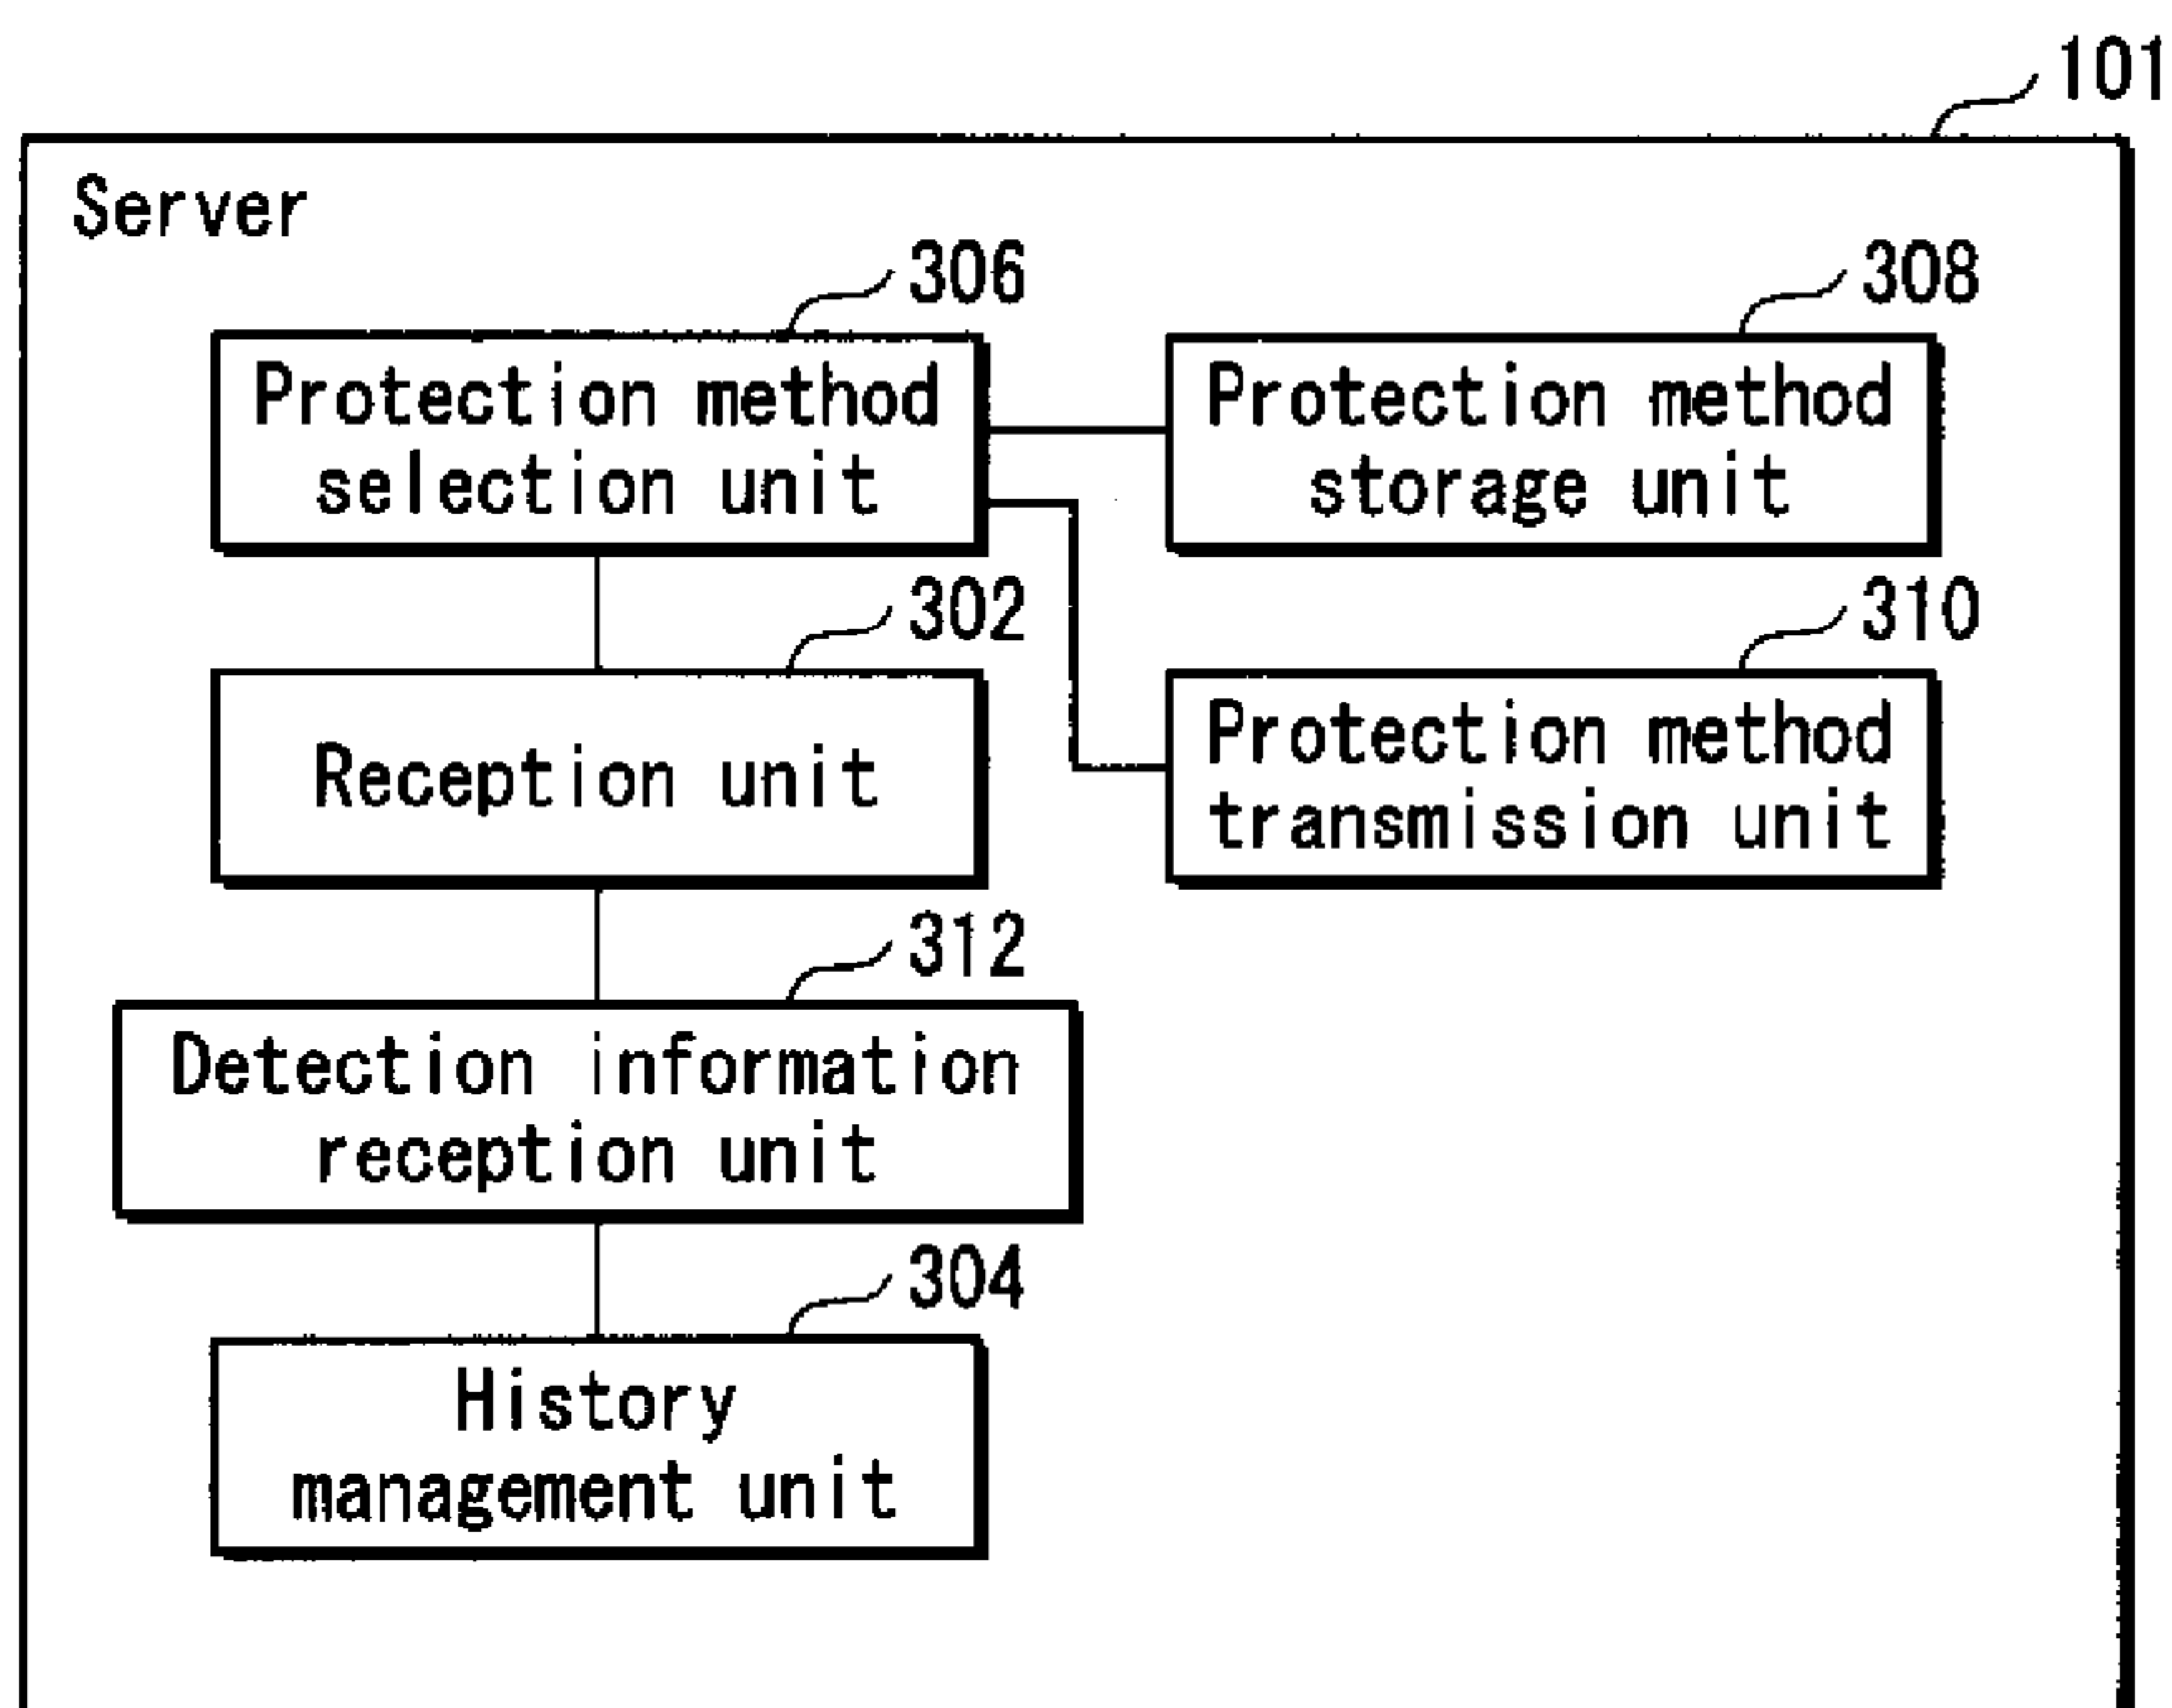 101
Server
306
Protection method
selection unit
308
Protection method
storage unit
302
Reception unit
310
Protection method
transmission unit
312
Detection information
reception unit
304
History
management unit